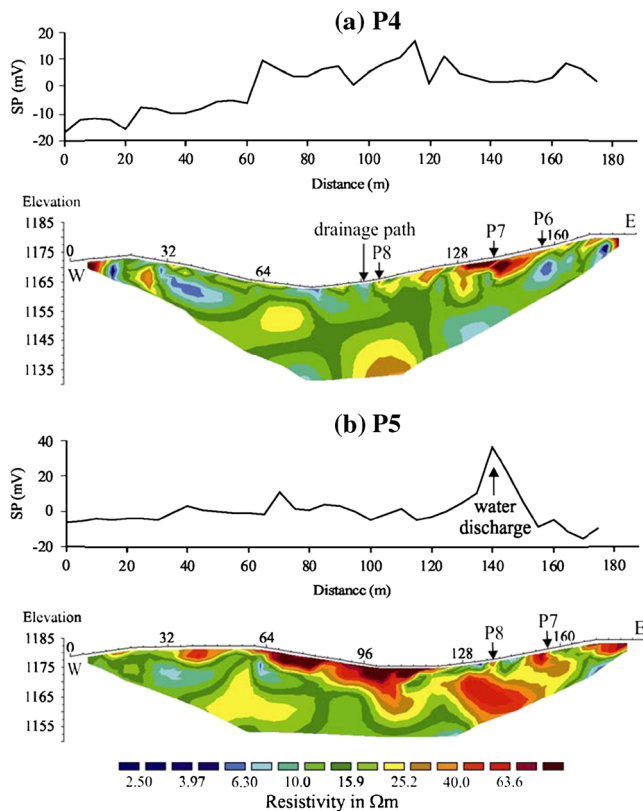 (a) P4
SP (mV)
20
10
0
-10
-20
0 20 40 60 80 100 120 140 160 180
Distance (m)
Elevation
1185
1175
1165
1155
1145
1135
0 32 64 128 160
W
drainage path
P8
P7
P6
E
(b) P5
SP (mV)
40
20
0
-20
water
discharge
0 20 40 60 80 100 120 140 160 180
Distance (m)
Elevation
1185
1175
1165
1155
0 32 64 96 128 160
W
P8
P7
E
2.50 3.97 6.30 10.0 15.9 25.2 40.0 63.6
Resistivity in Ωm